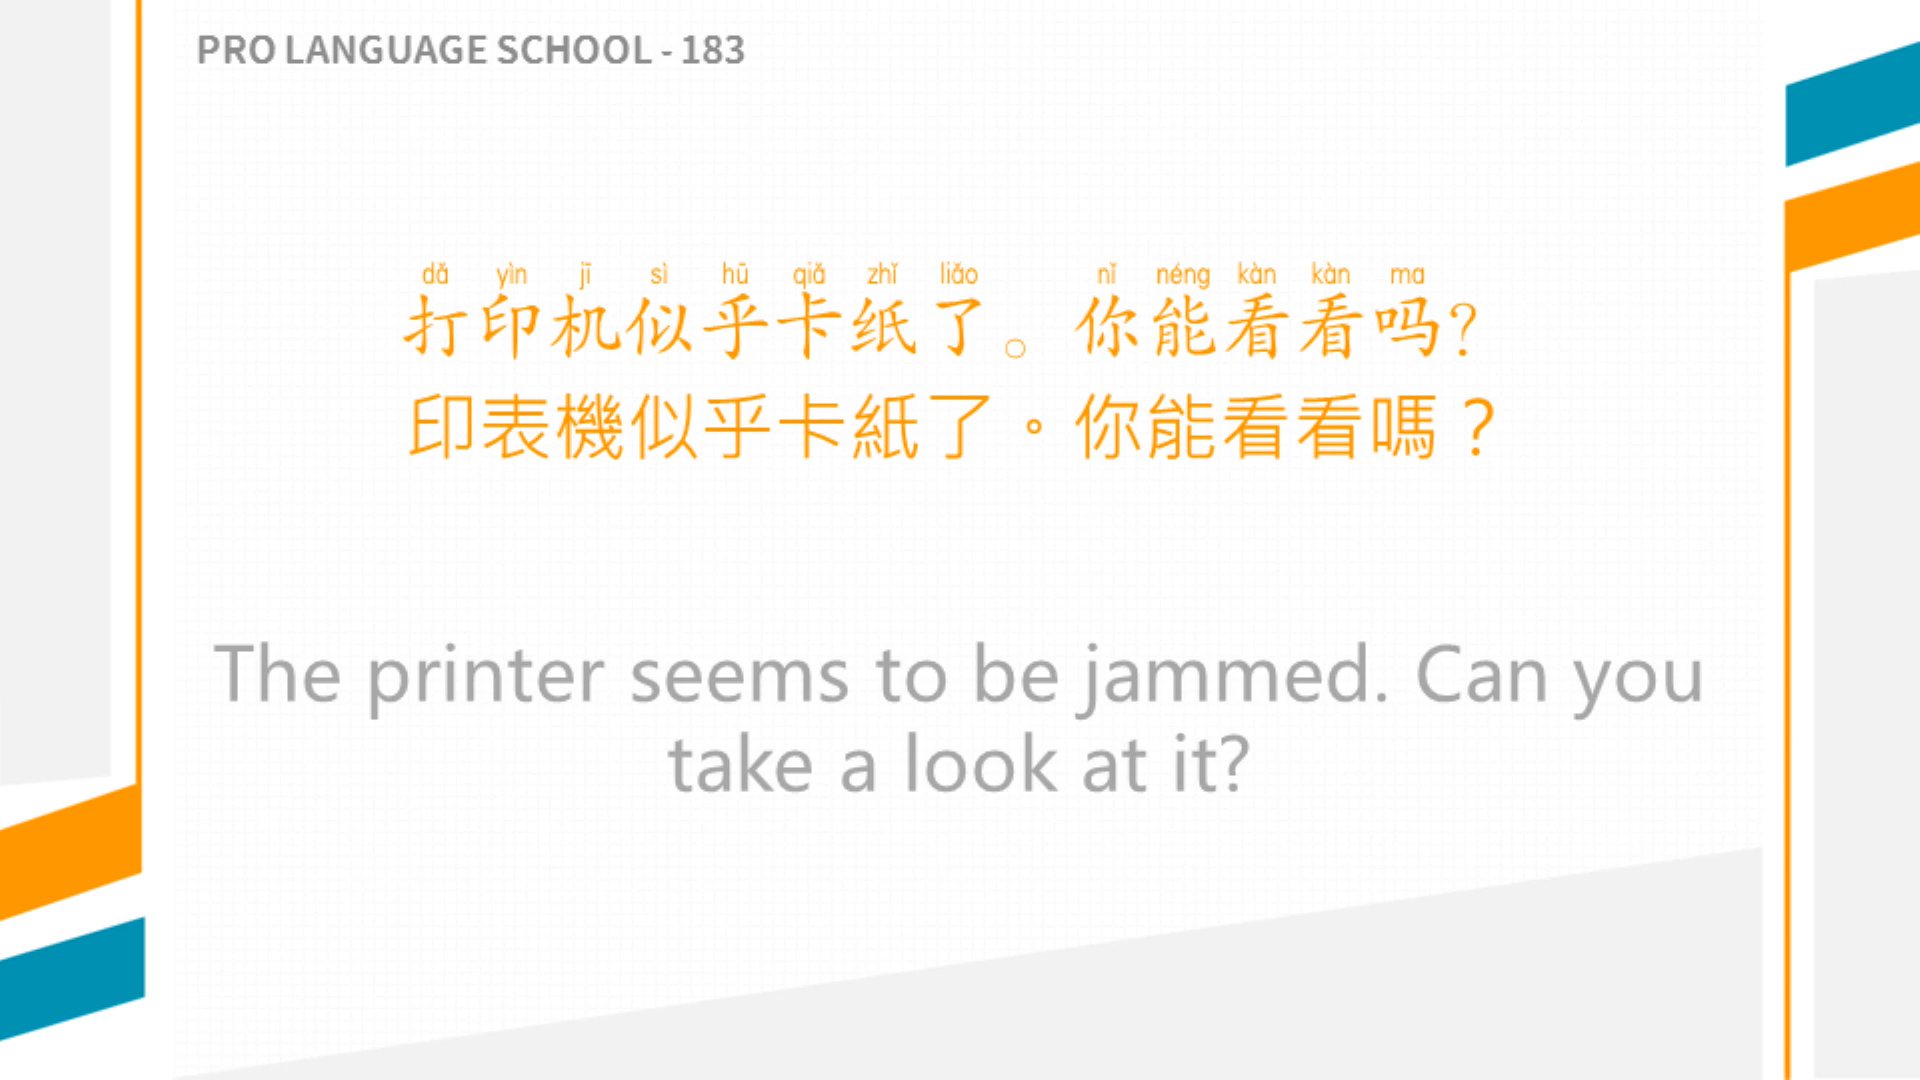 PRO LANGUAGE SCHOOL - 183
dǎ yìn jī sì hū qiǎ zhǐ liǎo nǐ néng kàn kàn ma
打印机似乎卡纸了。你能看看吗?
印表機似乎卡紙了。你能看看嗎？
The printer seems to be jammed. Can you
take a look at it?